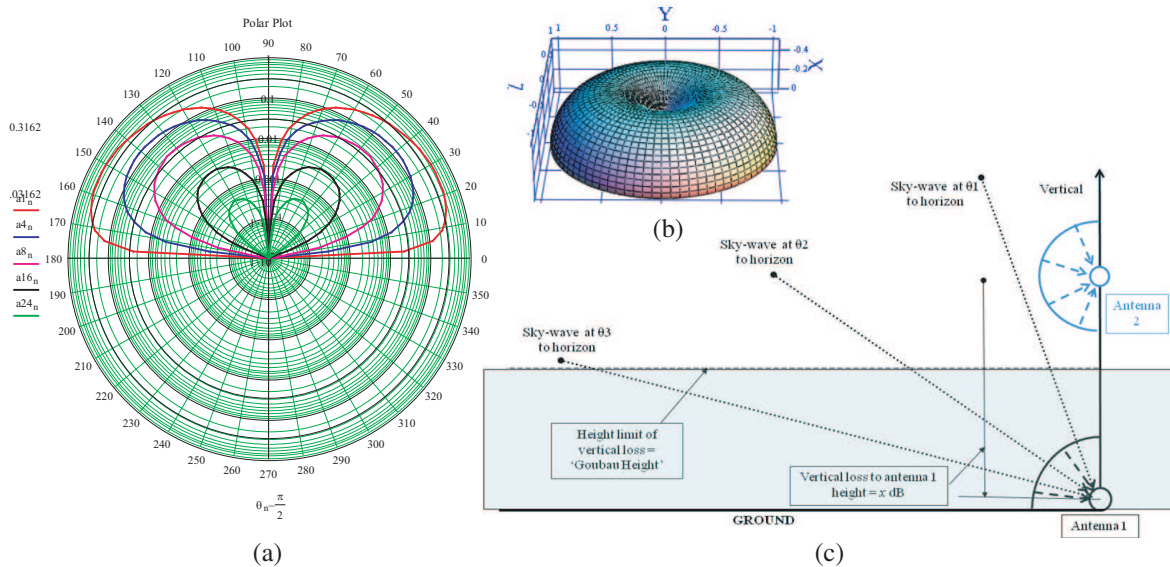 Polar Plot
90
100
80
110
70
120
60
130
50
140
40
150
30
160
20
170
10
180
0
190
350
200
340
210
330
220
320
230
310
240
300
250
290
260
280
270
0.1
0.01
0.3162
.03162
a1n
a4n
a8n
a16n
a24n
θn−π/2
(a)
Y
1
1
0.5
0
0.5
-1
-0.4
-0.2
0
X
Z
(b)
Sky-wave at θ1
to horizon
Vertical
Sky-wave at θ2
to horizon
Antenna
2
Sky-wave at θ3
to horizon
Height limit of
vertical loss =
‘Goubau Height’
Vertical loss to antenna 1
height = x dB
GROUND
Antenna 1
(c)